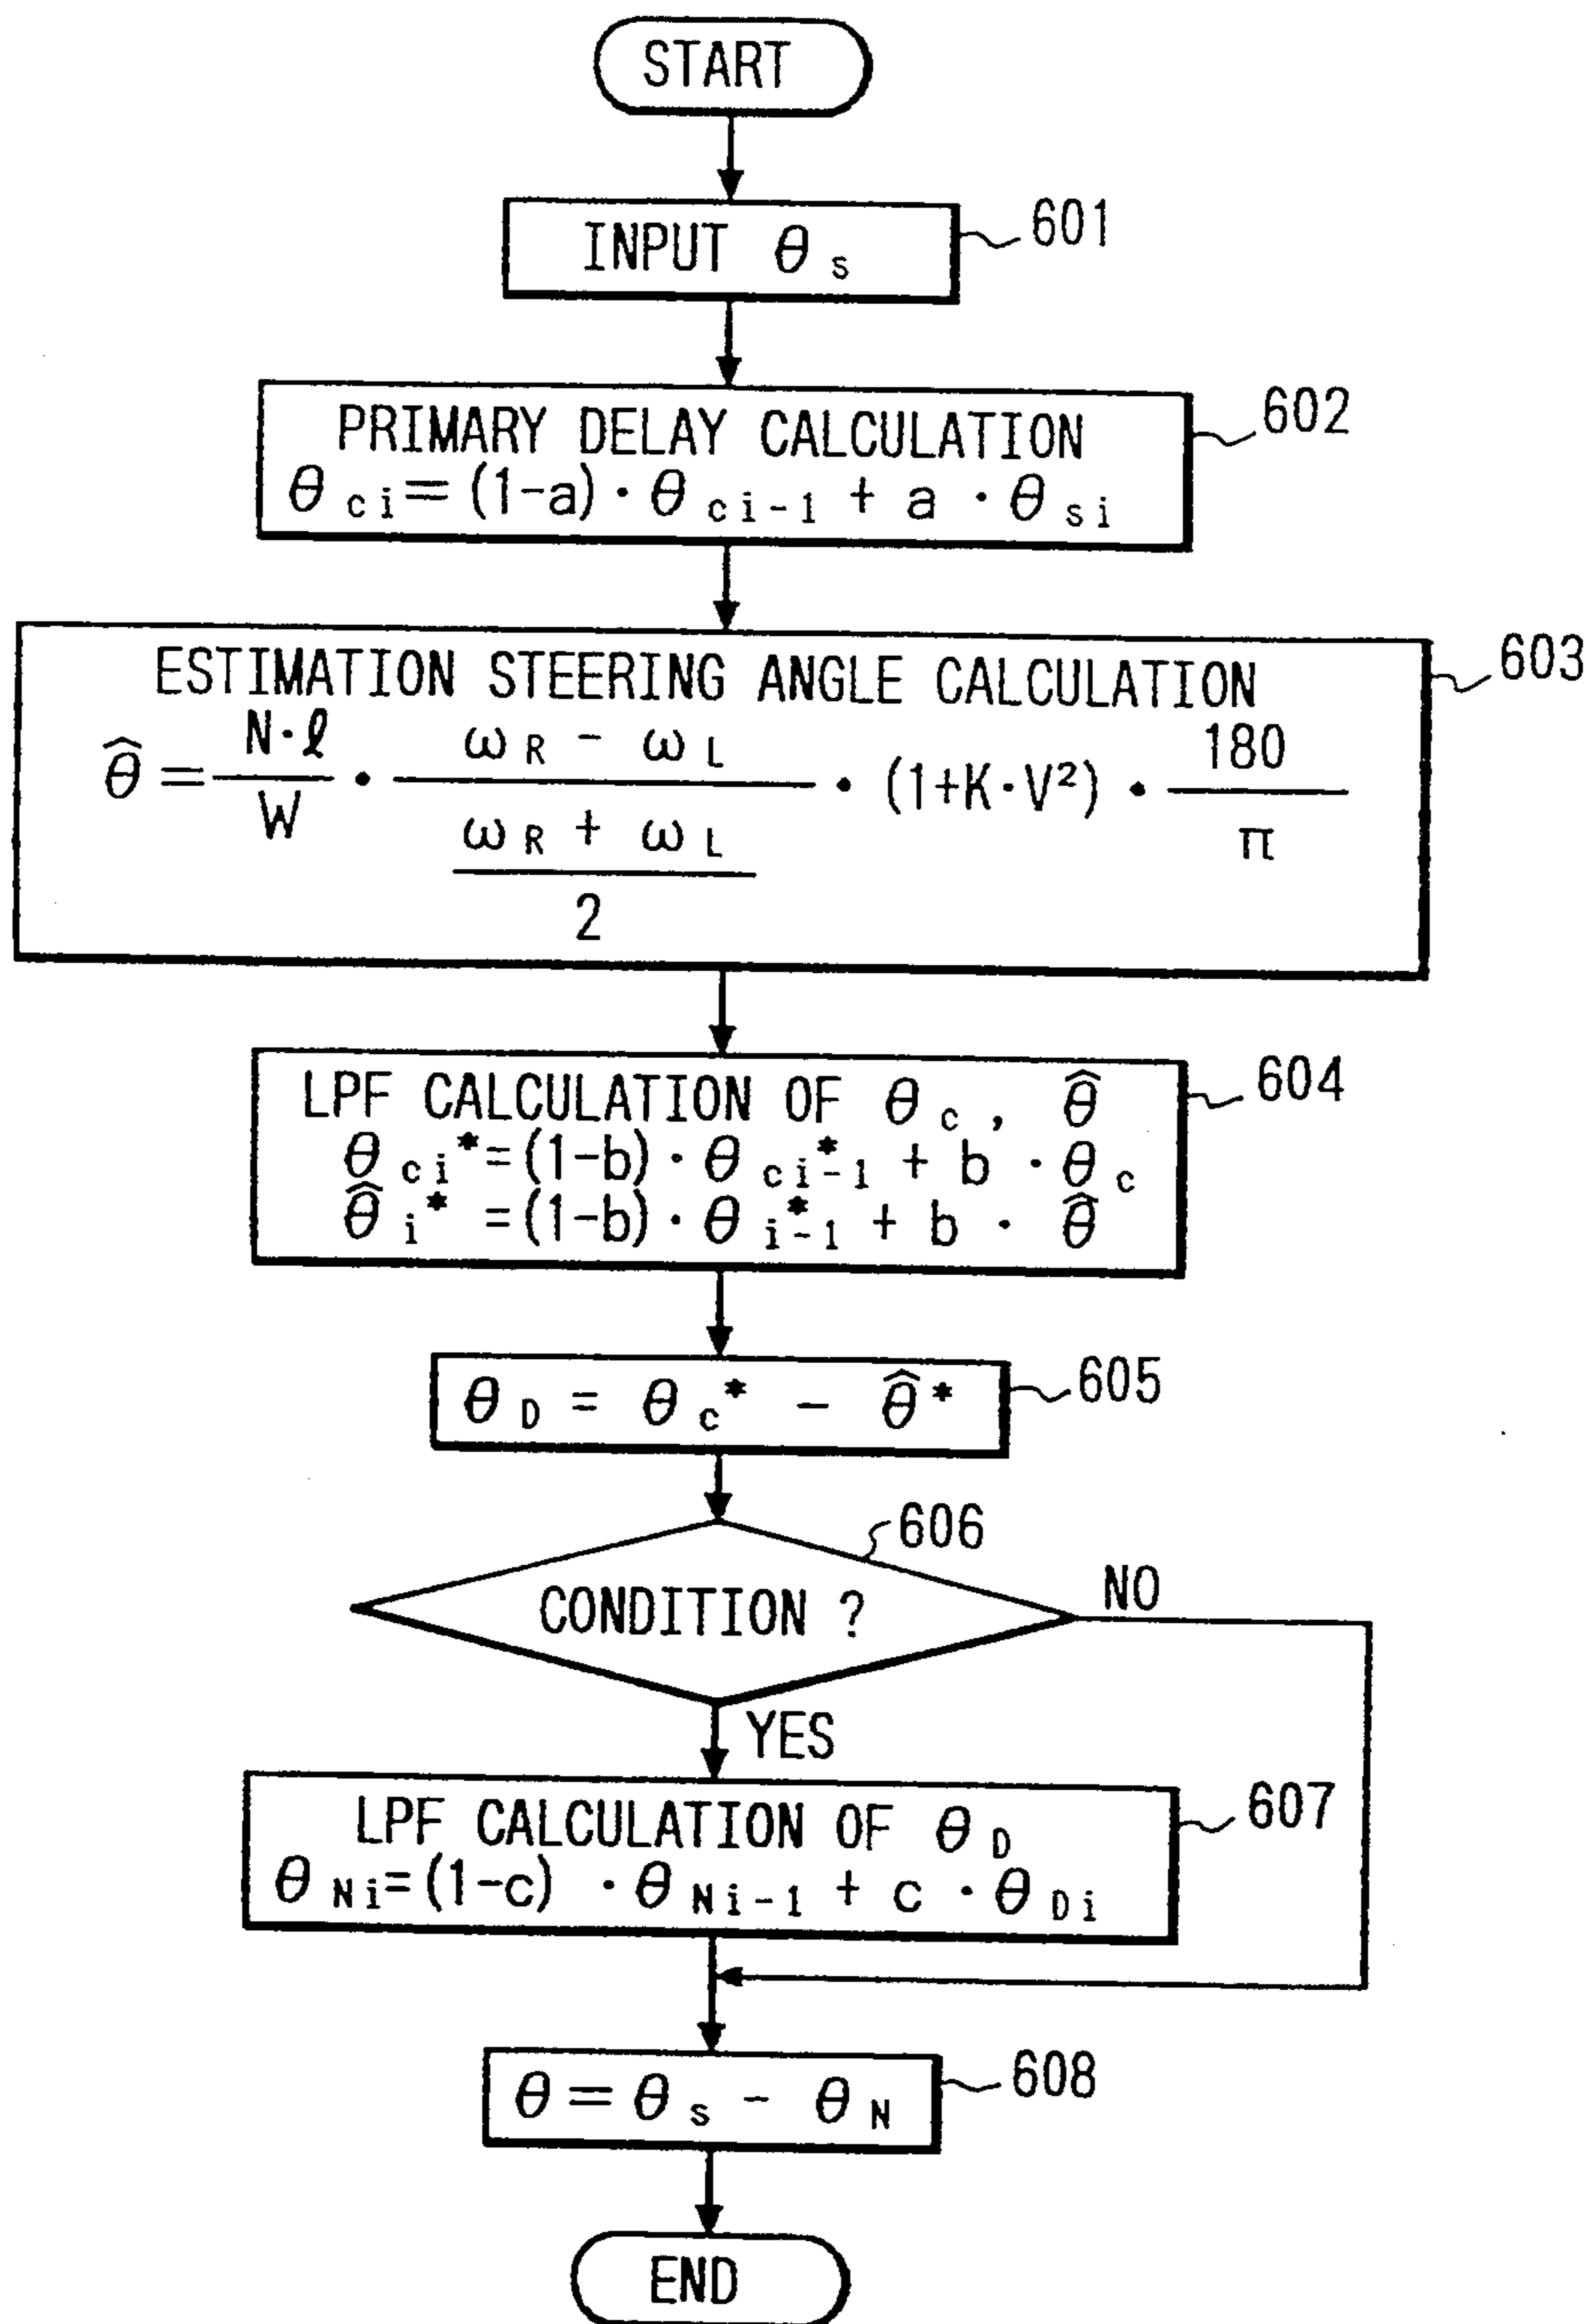 START
INPUT θs 601
PRIMARY DELAY CALCULATION 602
θci=(1-a)·θci-1 + a·θsi
ESTIMATION STEERING ANGLE CALCULATION 603
θ̂ = N·ℓ/W · (ωR - ωL)/((ωR + ωL)/2) · (1+K·V²) · 180/π
LPF CALCULATION OF θc, θ̂ 604
θci*=(1-b)·θ*ci-1 + b·θc
θ̂i* =(1-b)·θ*i-1 + b·θ̂
θD = θc* - θ̂* 605
606
CONDITION ? NO
YES
LPF CALCULATION OF θD 607
θNi=(1-c)·θNi-1 + c·θDi
θ=θs - θN 608
END